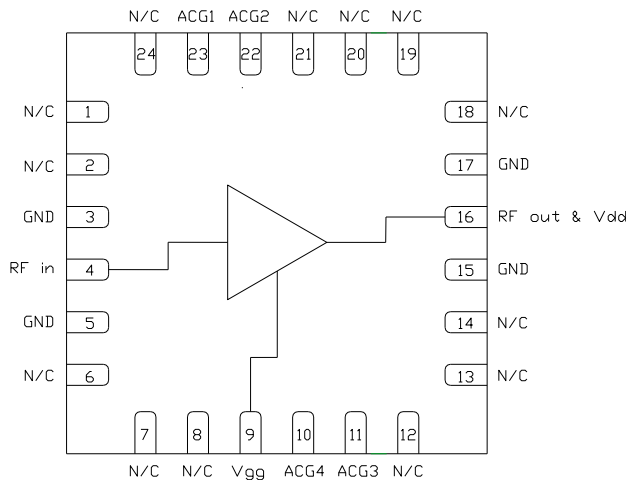 N/C ACG1 ACG2 N/C N/C N/C
24 23 22 21 20 19
N/C 1 18 N/C
N/C 2 17 GND
GND 3 16 RF out & Vdd
RF in 4 15 GND
GND 5 14 N/C
N/C 6 13 N/C
7 8 9 10 11 12
N/C N/C Vgg ACG4 ACG3 N/C